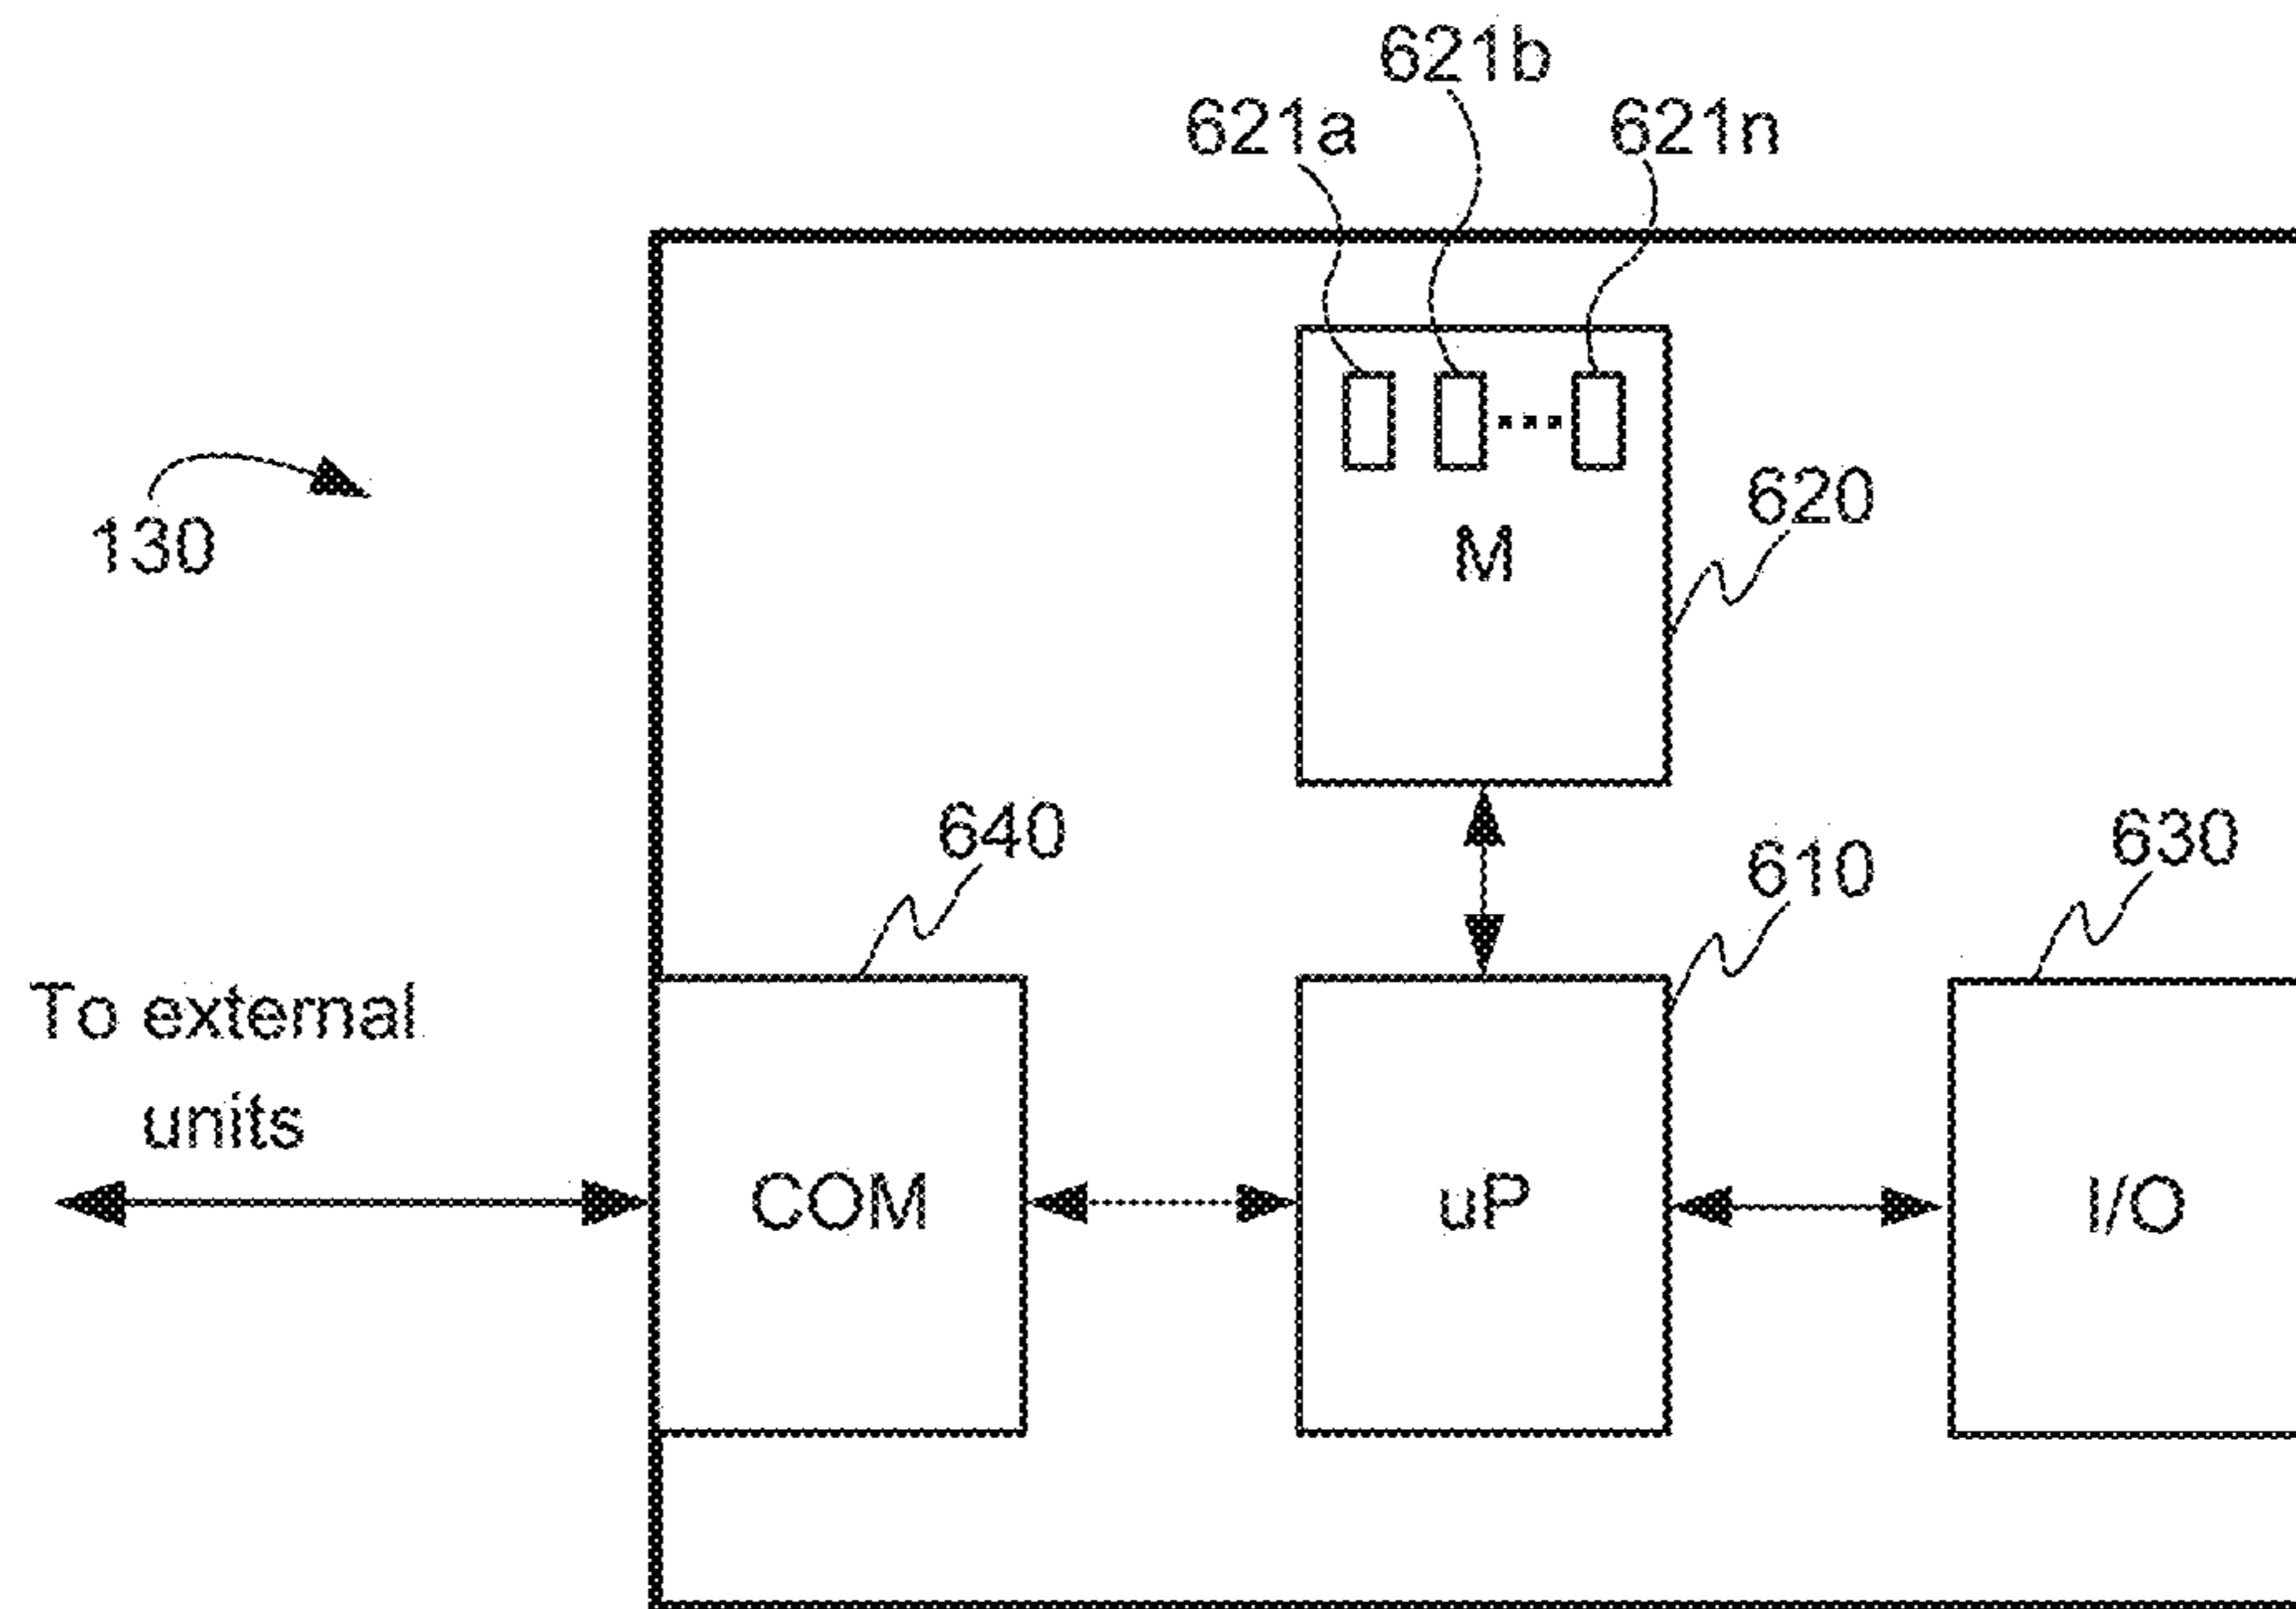 621b
621a
621n
130
620
M
640
610
630
To external
units
COM
uP
I/O